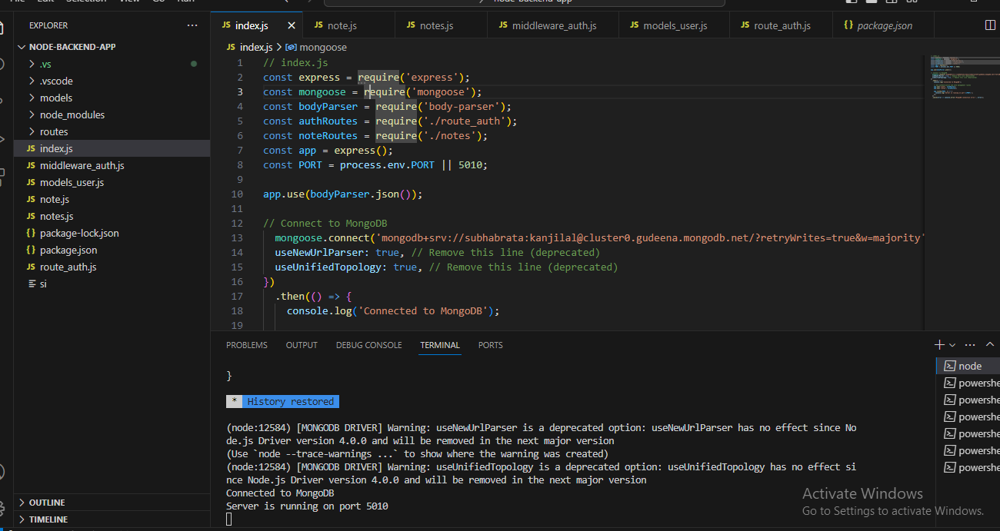 EXPLORER ...
NODE-BACKEND-APP
.vs
.vscode
models
node_modules
routes
JS index.js
JS middleware_auth.js
JS models_user.js
JS note.js
JS notes.js
{} package-lock.json
{} package.json
JS route_auth.js
si
OUTLINE
TIMELINE
JS index.js
JS note.js
JS notes.js
JS middleware_auth.js
JS models_user.js
JS route_auth.js
{} package.json
JS index.js > mongoose
1 // index.js
2 const express = require('express');
3 const mongoose = require('mongoose');
4 const bodyParser = require('body-parser');
5 const authRoutes = require('./route_auth');
6 const noteRoutes = require('./notes');
7 const app = express();
8 const PORT = process.env.PORT || 5010;
9
10 app.use(bodyParser.json());
11
12 // Connect to MongoDB
13 mongoose.connect('mongodb+srv://subhabrata:kanjilal@cluster0.gudeena.mongodb.net/?retryWrites=true&w=majority'
14 useNewUrlParser: true, // Remove this line (deprecated)
15 useUnifiedTopology: true, // Remove this line (deprecated)
16 })
17 .then(() => {
18 console.log('Connected to MongoDB');
19
PROBLEMS OUTPUT DEBUG CONSOLE TERMINAL PORTS
}
* History restored
(node:12584) [MONGODB DRIVER] Warning: useNewUrlParser is a deprecated option: useNewUrlParser has no effect since No
de.js Driver version 4.0.0 and will be removed in the next major version
(Use `node --trace-warnings ...` to show where the warning was created)
(node:12584) [MONGODB DRIVER] Warning: useUnifiedTopology is a deprecated option: useUnifiedTopology has no effect si
nce Node.js Driver version 4.0.0 and will be removed in the next major version
Connected to MongoDB
Server is running on port 5010
node
powershe
powershe
powershe
powershe
powershe
powershe
Activate Windows
Go to Settings to activate Windows.